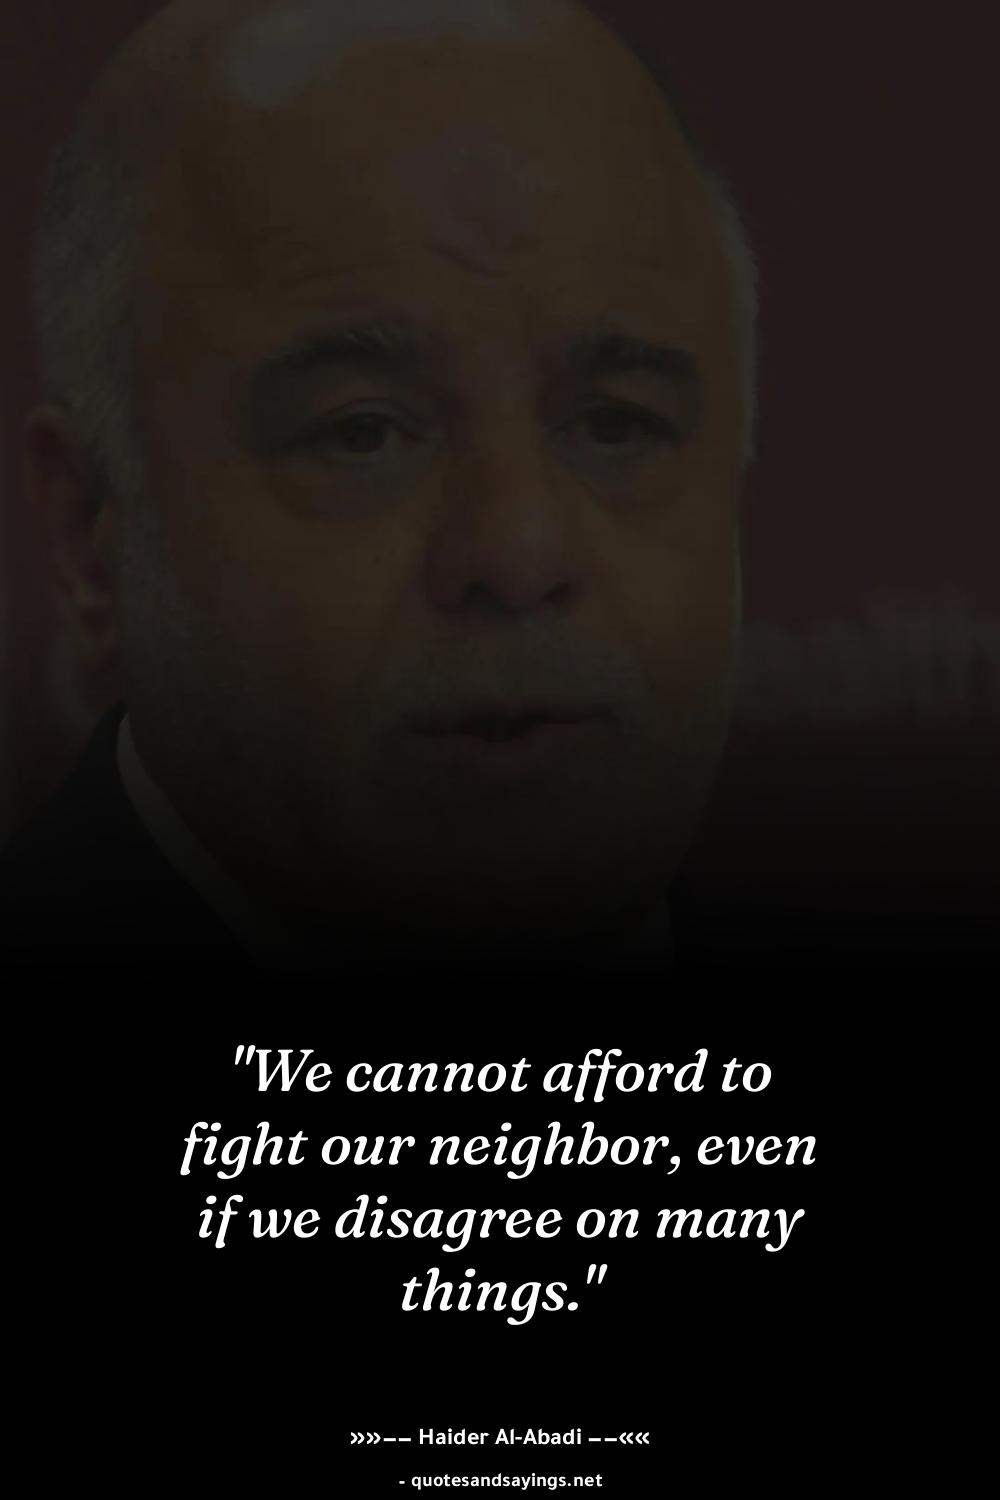 "We cannot afford to
fight our neighbor, even
if we disagree on many
things."
»»−− Haider Al-Abadi −−««
- quotesandsayings.net